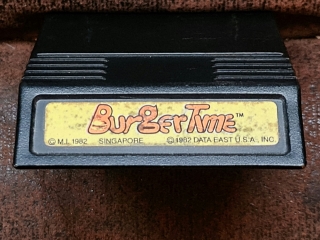 BurgerTime™
© M.I. 1982 SINGAPORE © 1982 DATA EAST U.S.A., INC.